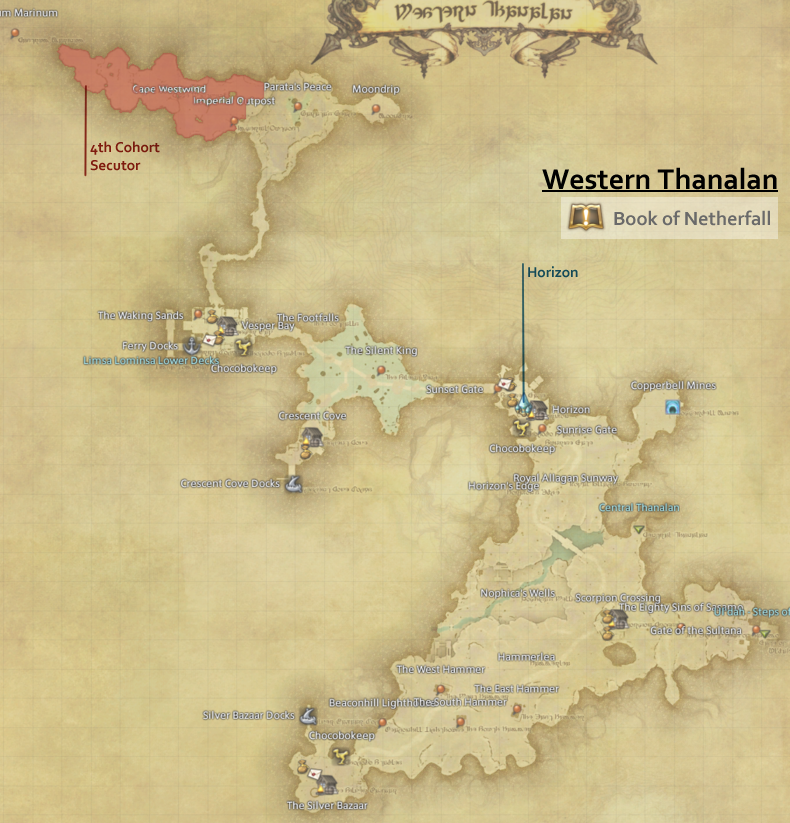 m Marinum
Western Thanalan
Cape Westwind
Imperial Outpost
Parata's Peace
Moondrip
4th Cohort
Secutor
Western Thanalan
Book of Netherfall
Horizon
The Waking Sands
The Footfalls
Vesper Bay
Ferry Docks
The Silent King
Limsa Lominsa Lower Decks
Chocobokeep
Sunset Gate
Copperbell Mines
Horizon
Crescent Cove
Sunrise Gate
Chocobokeep
Crescent Cove Docks
Royal Allagan Sunway
Horizon's Edge
Central Thanalan
Nophica's Wells
Scorpion Crossing
The Eighty Sins of Sasamo
Steps of
Gate of the Sultana
Hammerlea
The West Hammer
The East Hammer
Beaconhill Lighthouse
The South Hammer
Silver Bazaar Docks
Chocobokeep
The Silver Bazaar